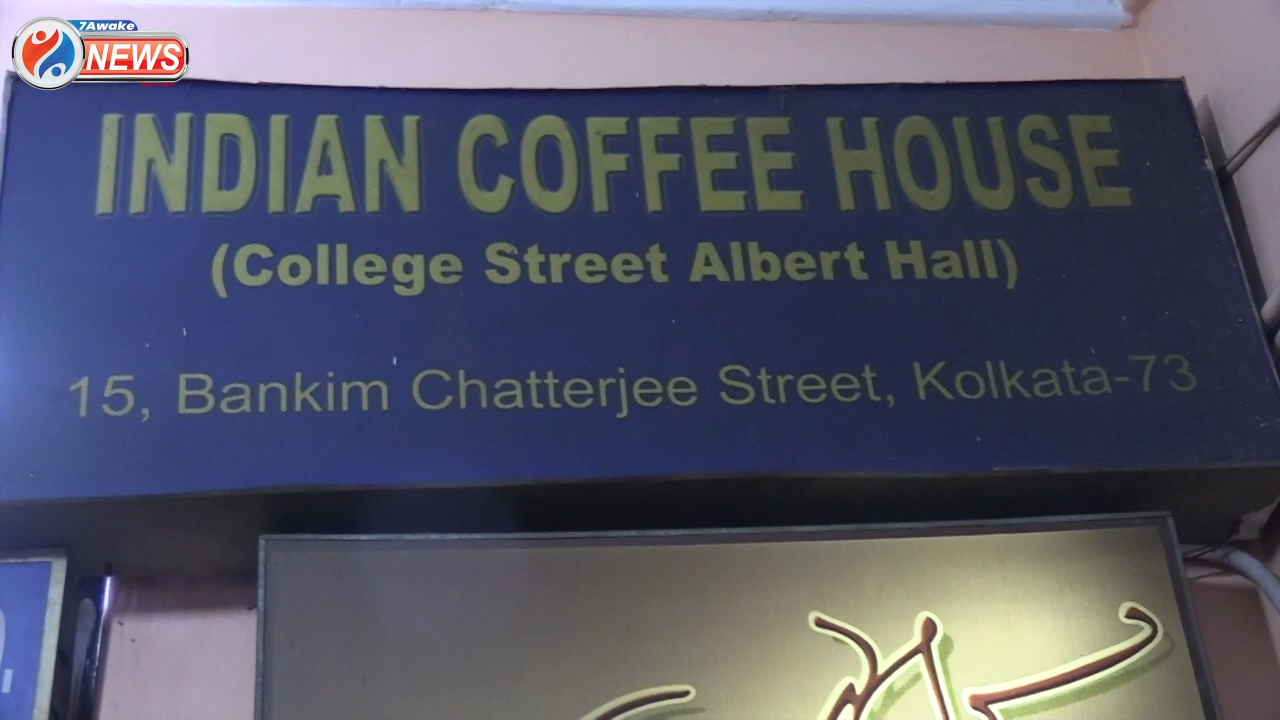 7Awake
NEWS
INDIAN COFFEE HOUSE
(College Street Albert Hall)
15, Bankim Chatterjee Street, Kolkata-73